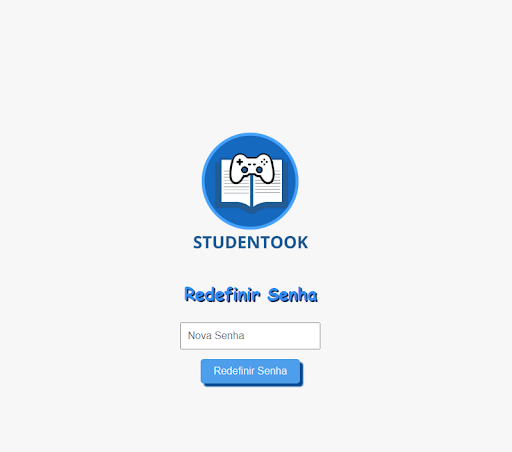 STUDENTOOK
Redefinir Senha
Nova Senha
Redefinir Senha